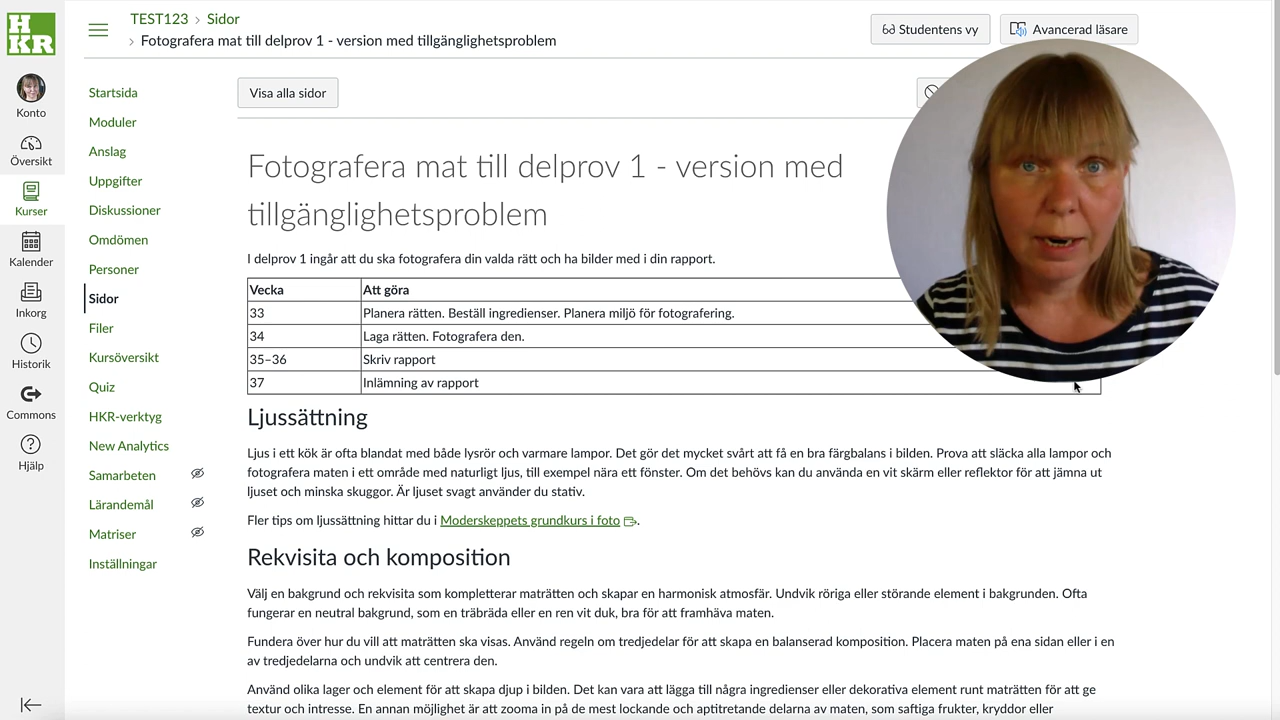 HKR
TEST123 › Sidor
› Fotografera mat till delprov 1 - version med tillgänglighetsproblem
Studentens vy
Avancerad läsare
Konto
Översikt
Kurser
Kalender
Inkorg
Historik
Commons
Hjälp
Startsida
Moduler
Anslag
Uppgifter
Diskussioner
Omdömen
Personer
Sidor
Filer
Kursöversikt
Quiz
HKR-verktyg
New Analytics
Samarbeten
Lärandemål
Matriser
Inställningar
Visa alla sidor
Fotografera mat till delprov 1 - version med
tillgänglighetsproblem
I delprov 1 ingår att du ska fotografera din valda rätt och ha bilder med i din rapport.
Vecka Att göra
33 Planera rätten. Beställ ingredienser. Planera miljö för fotografering.
34 Laga rätten. Fotografera den.
35–36 Skriv rapport
37 Inlämning av rapport
Ljussättning
Ljus i ett kök är ofta blandat med både lysrör och varmare lampor. Det gör det mycket svårt att få en bra färgbalans i bilden. Prova att släcka alla lampor och
fotografera maten i ett område med naturligt ljus, till exempel nära ett fönster. Om det behövs kan du använda en vit skärm eller reflektor för att jämna ut
ljuset och minska skuggor. Är ljuset svagt använder du stativ.
Fler tips om ljussättning hittar du i Moderskeppets grundkurs i foto.
Rekvisita och komposition
Välj en bakgrund och rekvisita som kompletterar maträtten och skapar en harmonisk atmosfär. Undvik röriga eller störande element i bakgrunden. Ofta
fungerar en neutral bakgrund, som en träbräda eller en ren vit duk, bra för att framhäva maten.
Fundera över hur du vill att maträtten ska visas. Använd regeln om tredjedelar för att skapa en balanserad komposition. Placera maten på ena sidan eller i en
av tredjedelarna och undvik att centrera den.
Använd olika lager och element för att skapa djup i bilden. Det kan vara att lägga till några ingredienser eller dekorativa element runt maträtten för att ge
textur och intresse. En annan möjlighet är att zooma in på de mest lockande och aptitretande delarna av maten, som saftiga frukter, kryddor eller